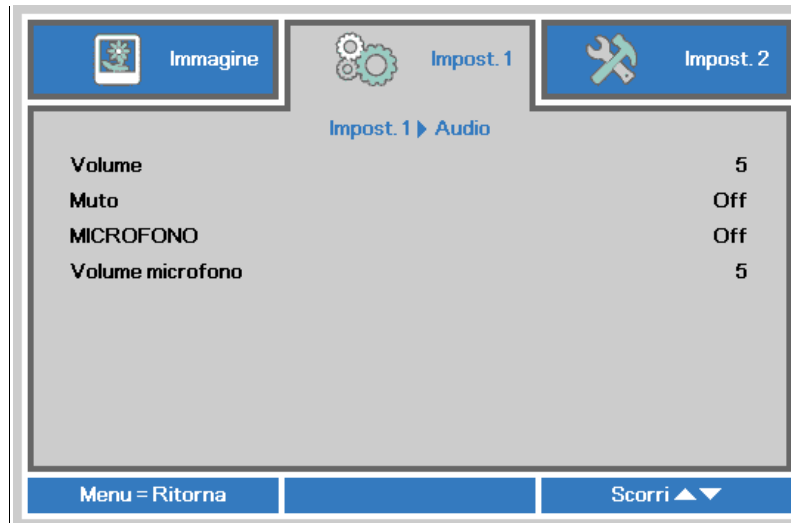 Immagine
Impost. 1
Impost. 2
Impost. 1 Audio
Volume 5
Muto Off
MICROFONO Off
Volume microfono 5
Menu = Ritorna
Scorri